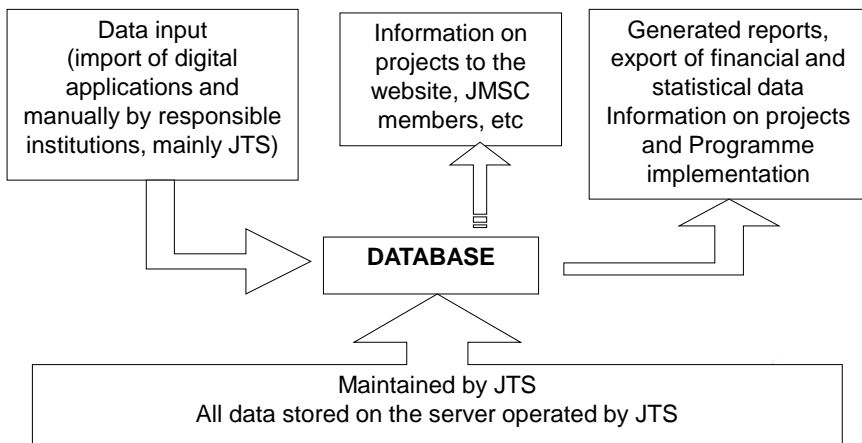 Data input
(import of digital
applications and
manually by responsible
institutions, mainly JTS)
Information on
projects to the
website, JMSC
members, etc
Generated reports,
export of financial and
statistical data
Information on projects
and Programme
implementation
DATABASE
Maintained by JTS
All data stored on the server operated by JTS